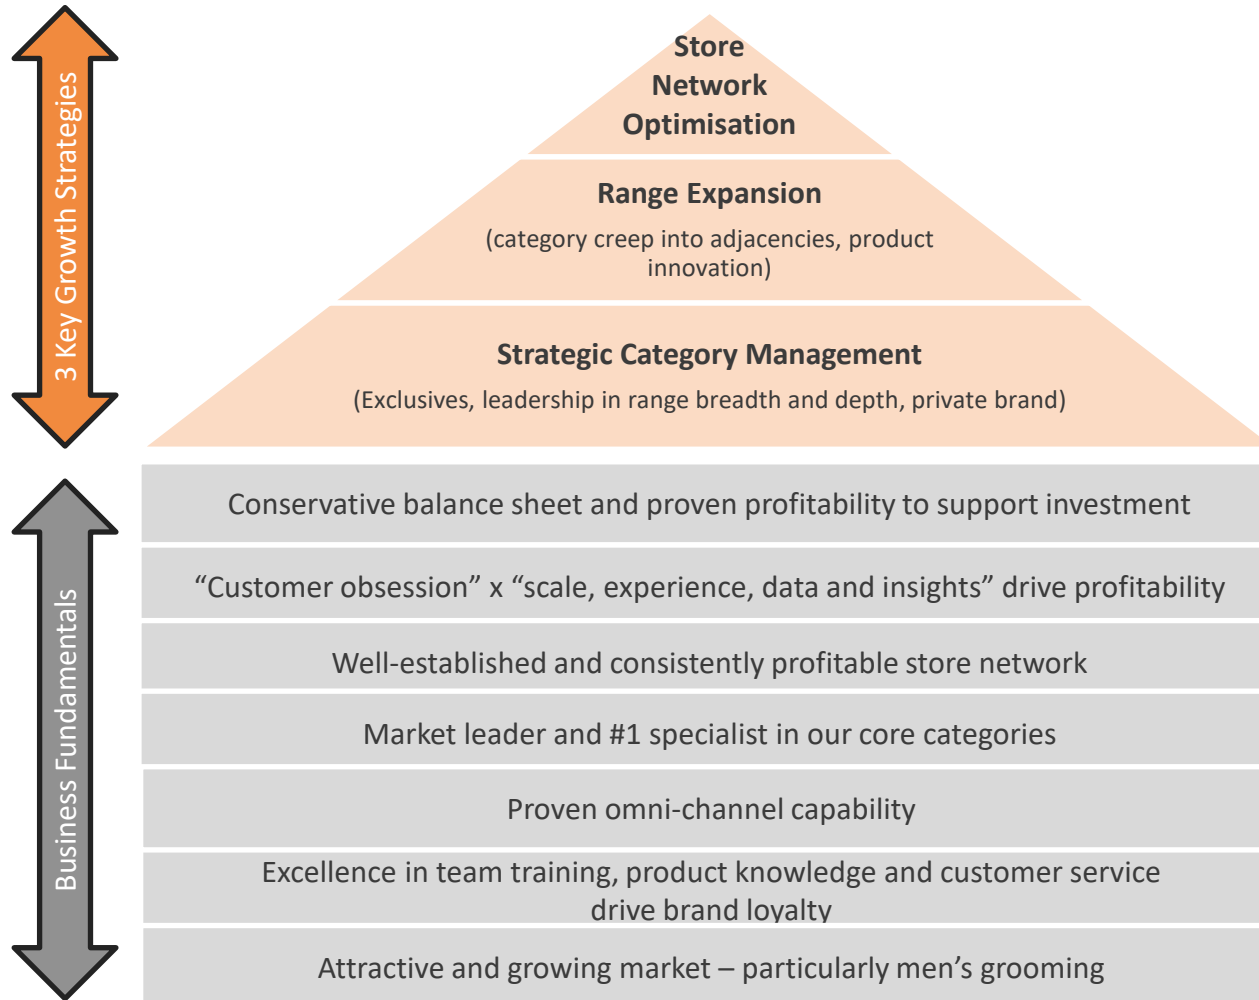 3 Key Growth Strategies
Store
Network
Optimisation
Range Expansion
(category creep into adjacencies, product
innovation)
Strategic Category Management
(Exclusives, leadership in range breadth and depth, private brand)
Business Fundamentals
Conservative balance sheet and proven profitability to support investment
“Customer obsession” x “scale, experience, data and insights” drive profitability
Well-established and consistently profitable store network
Market leader and #1 specialist in our core categories
Proven omni-channel capability
Excellence in team training, product knowledge and customer service
drive brand loyalty
Attractive and growing market – particularly men’s grooming